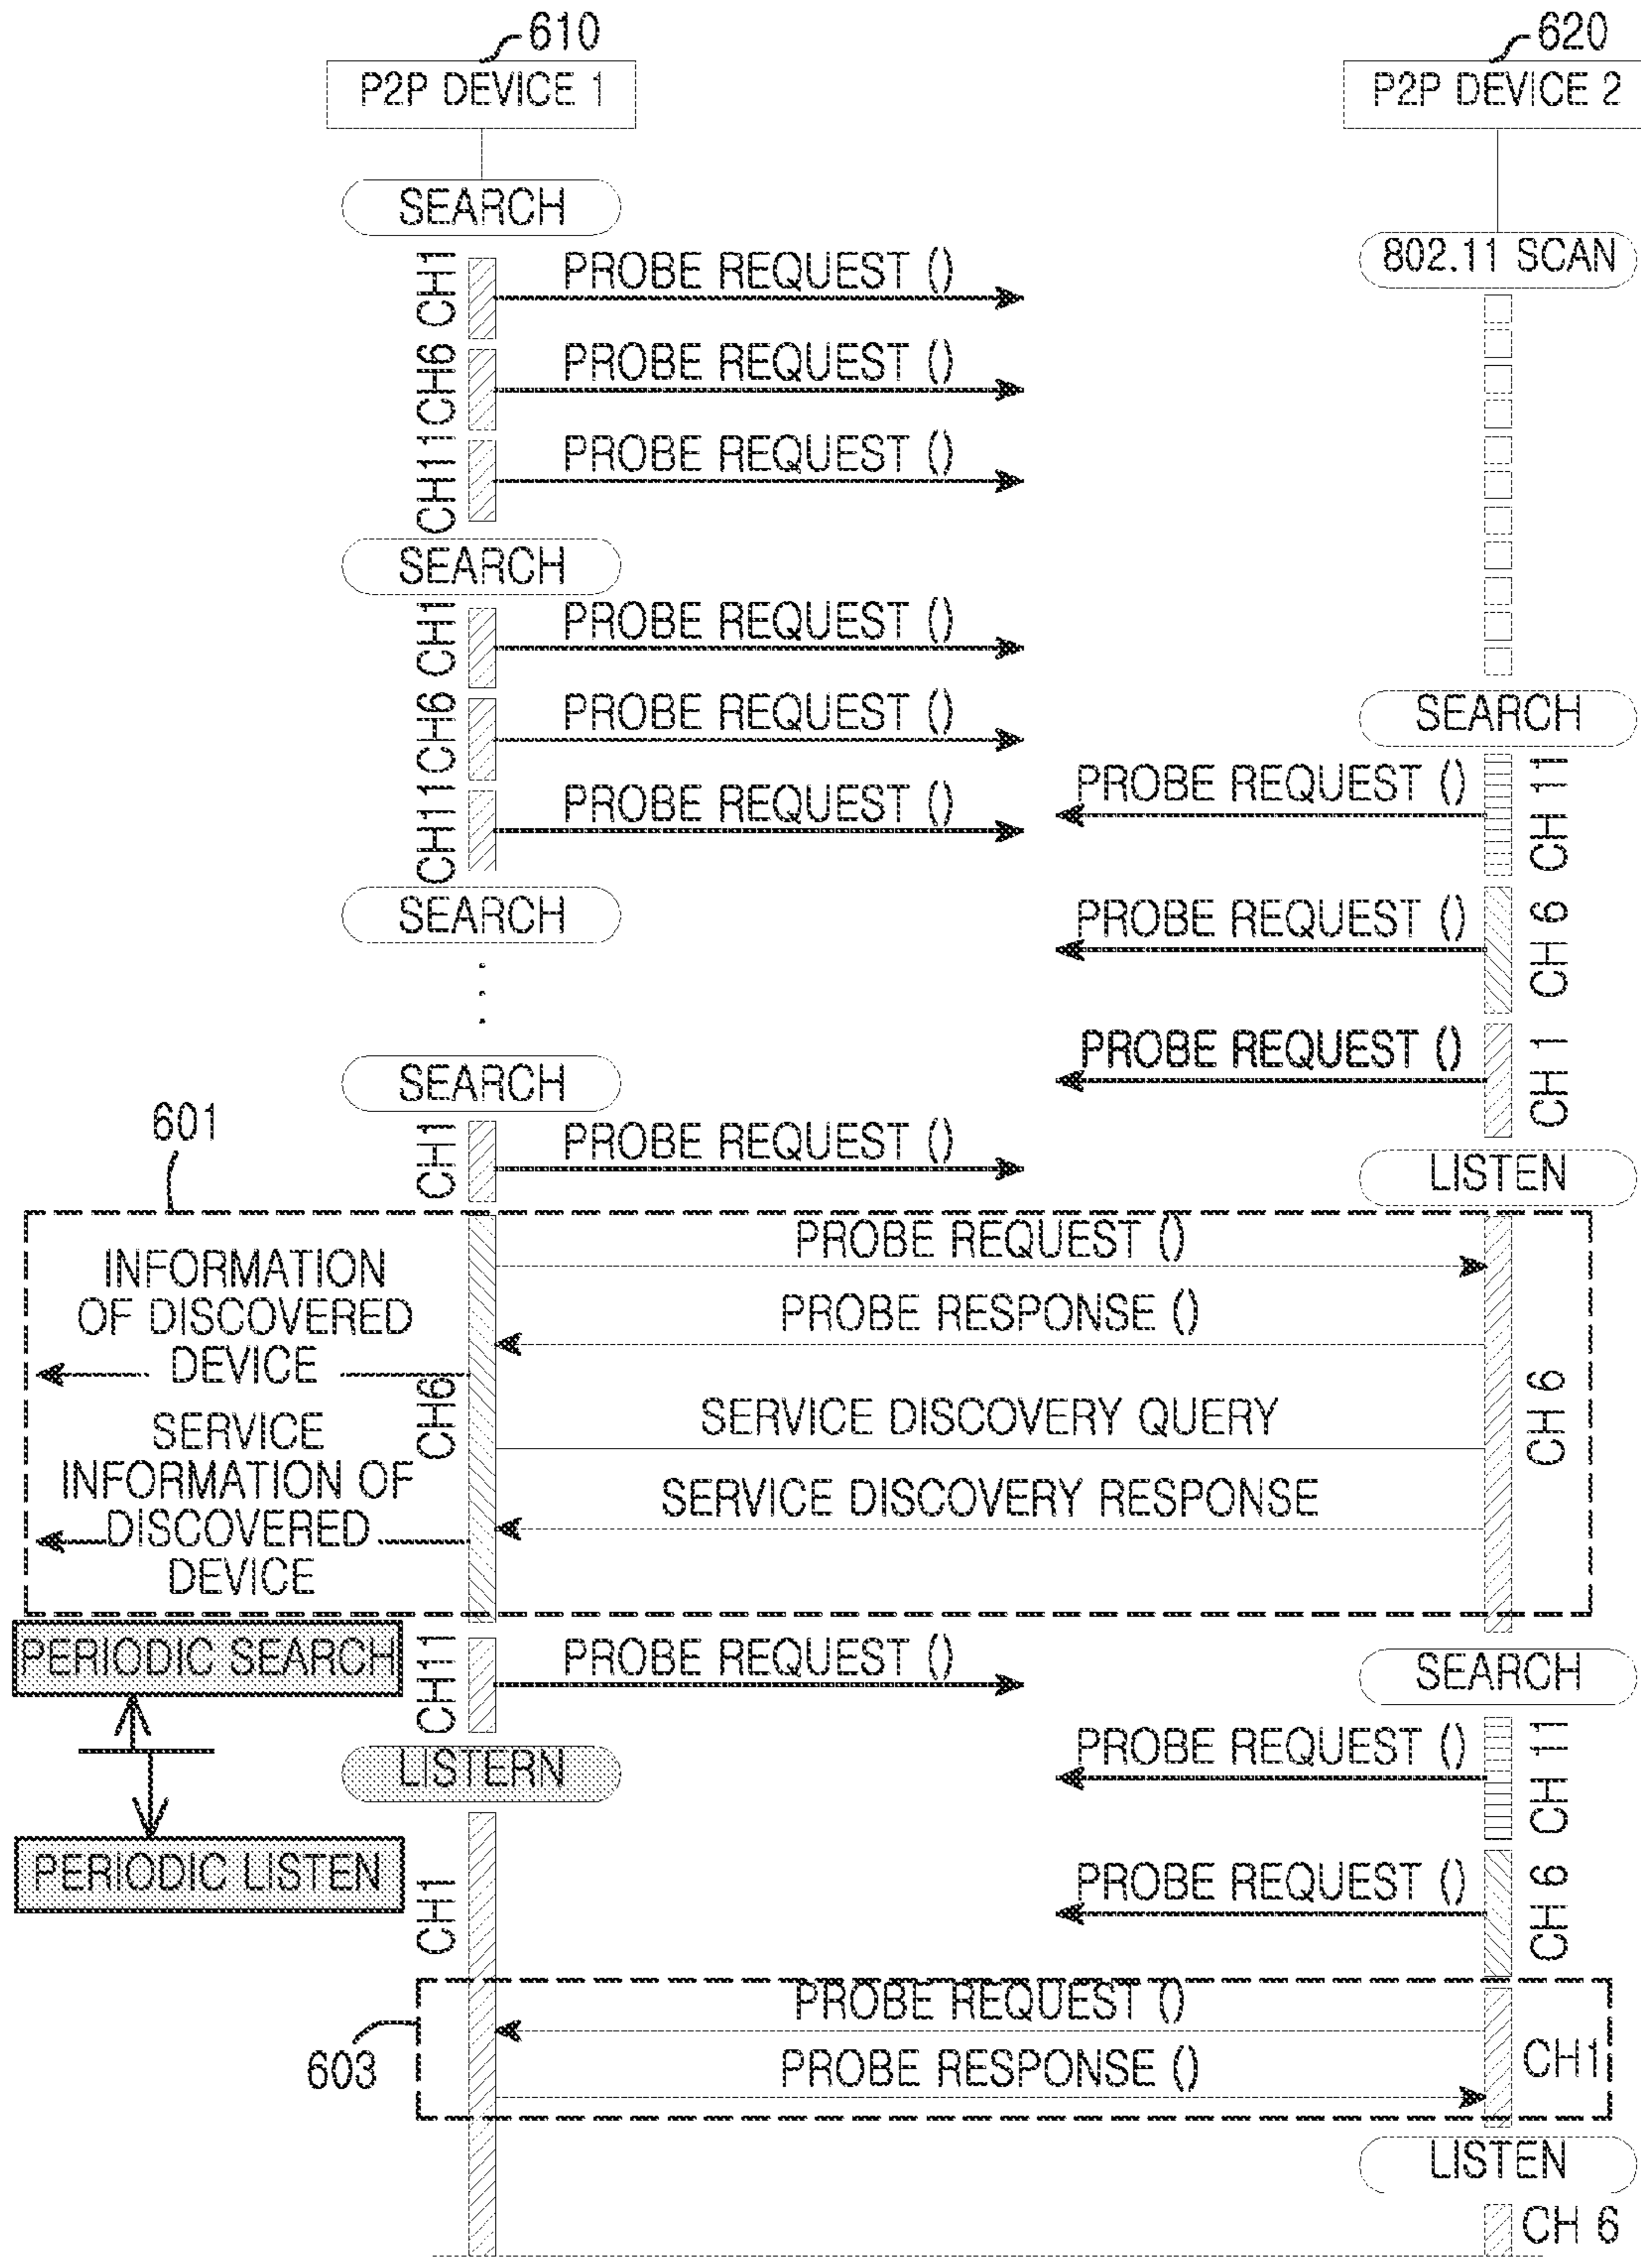 610
620
P2P DEVICE 1
P2P DEVICE 2
SEARCH
802.11 SCAN
CH1
PROBE REQUEST ()
CH6
PROBE REQUEST ()
CH11
PROBE REQUEST ()
SEARCH
CH1
PROBE REQUEST ()
CH6
PROBE REQUEST ()
SEARCH
CH11
PROBE REQUEST ()
PROBE REQUEST ()
CH 11
SEARCH
PROBE REQUEST ()
CH 6
PROBE REQUEST ()
CH 1
SEARCH
601
CH1
PROBE REQUEST ()
LISTEN
PROBE REQUEST ()
INFORMATION
OF DISCOVERED
DEVICE
PROBE RESPONSE ()
CH6
CH 6
SERVICE
INFORMATION OF
DISCOVERED
DEVICE
SERVICE DISCOVERY QUERY
SERVICE DISCOVERY RESPONSE
PERIODIC SEARCH
CH11
PROBE REQUEST ()
SEARCH
PROBE REQUEST ()
CH 11
LISTERN
PERIODIC LISTEN
CH1
PROBE REQUEST ()
CH 6
603
PROBE REQUEST ()
PROBE RESPONSE ()
CH1
LISTEN
CH 6